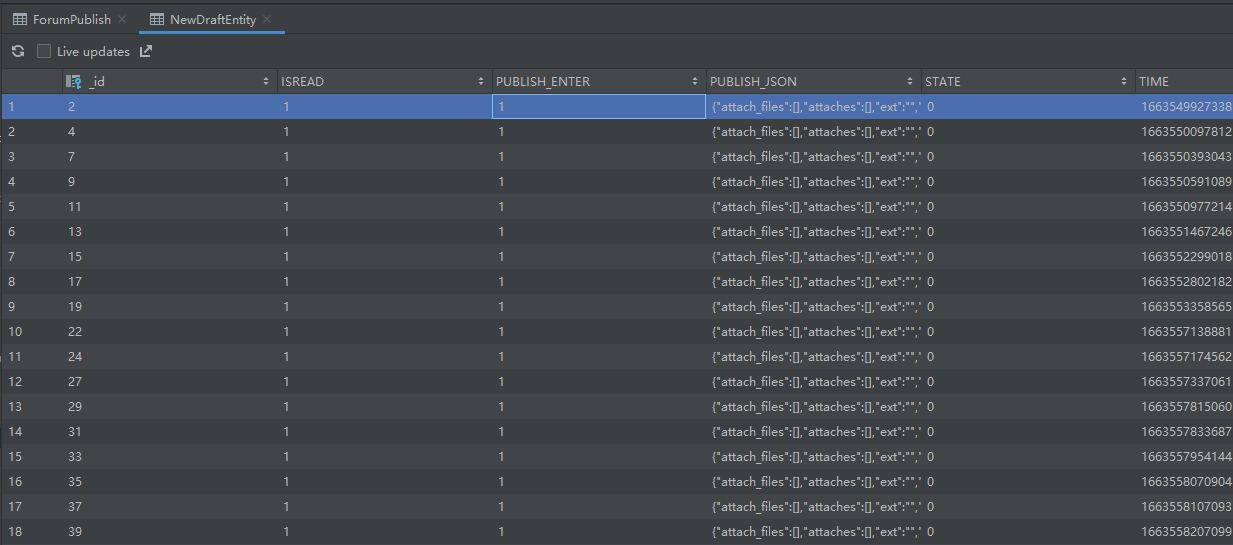 ForumPublish NewDraftEntity
Live updates
_id ISREAD PUBLISH_ENTER PUBLISH_JSON STATE TIME
1 2 1 1 {"attach_files":[],"attaches":[],"ext":"",' 0 1663549927338
2 4 1 1 {"attach_files":[],"attaches":[],"ext":"",' 0 1663550097812
3 7 1 1 {"attach_files":[],"attaches":[],"ext":"",' 0 1663550393043
4 9 1 1 {"attach_files":[],"attaches":[],"ext":"",' 0 1663550591089
5 11 1 1 {"attach_files":[],"attaches":[],"ext":"",' 0 1663550977214
6 13 1 1 {"attach_files":[],"attaches":[],"ext":"",' 0 1663551467246
7 15 1 1 {"attach_files":[],"attaches":[],"ext":"",' 0 1663552299018
8 17 1 1 {"attach_files":[],"attaches":[],"ext":"",' 0 1663552802182
9 19 1 1 {"attach_files":[],"attaches":[],"ext":"",' 0 1663553358565
10 22 1 1 {"attach_files":[],"attaches":[],"ext":"",' 0 1663557138881
11 24 1 1 {"attach_files":[],"attaches":[],"ext":"",' 0 1663557174562
12 27 1 1 {"attach_files":[],"attaches":[],"ext":"",' 0 1663557337061
13 29 1 1 {"attach_files":[],"attaches":[],"ext":"",' 0 1663557815060
14 31 1 1 {"attach_files":[],"attaches":[],"ext":"",' 0 1663557833687
15 33 1 1 {"attach_files":[],"attaches":[],"ext":"",' 0 1663557954144
16 35 1 1 {"attach_files":[],"attaches":[],"ext":"",' 0 1663558070904
17 37 1 1 {"attach_files":[],"attaches":[],"ext":"",' 0 1663558107093
18 39 1 1 {"attach_files":[],"attaches":[],"ext":"",' 0 1663558207099